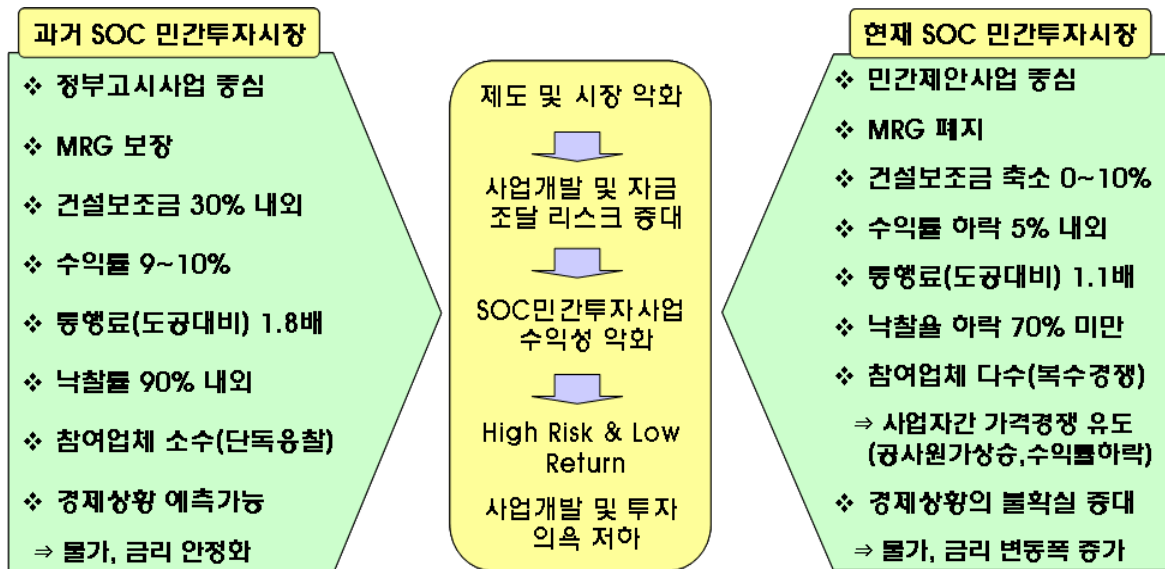 과거 SOC 민간투자시장
❖ 정부고시사업 중심
❖ MRG 보장
❖ 건설보조금 30% 내외
❖ 수익률 9~10%
❖ 통행료(도공대비) 1.8배
❖ 낙찰률 90% 내외
❖ 참여업체 소수(단독응찰)
❖ 경제상황 예측가능
⇒ 물가, 금리 안정화
제도 및 시장 악화
사업개발 및 자금
조달 리스크 증대
SOC민간투자사업
수익성 악화
High Risk & Low
Return
사업개발 및 투자
의욕 저하
현재 SOC 민간투자시장
❖ 민간제안사업 중심
❖ MRG 폐지
❖ 건설보조금 축소 0~10%
❖ 수익률 하락 5% 내외
❖ 통행료(도공대비) 1.1배
❖ 낙찰율 하락 70% 미만
❖ 참여업체 다수(복수경쟁)
⇒ 사업자간 가격경쟁 유도
(공사원가상승,수익률하락)
❖ 경제상황의 불확실 증대
⇒ 물가, 금리 변동폭 증가